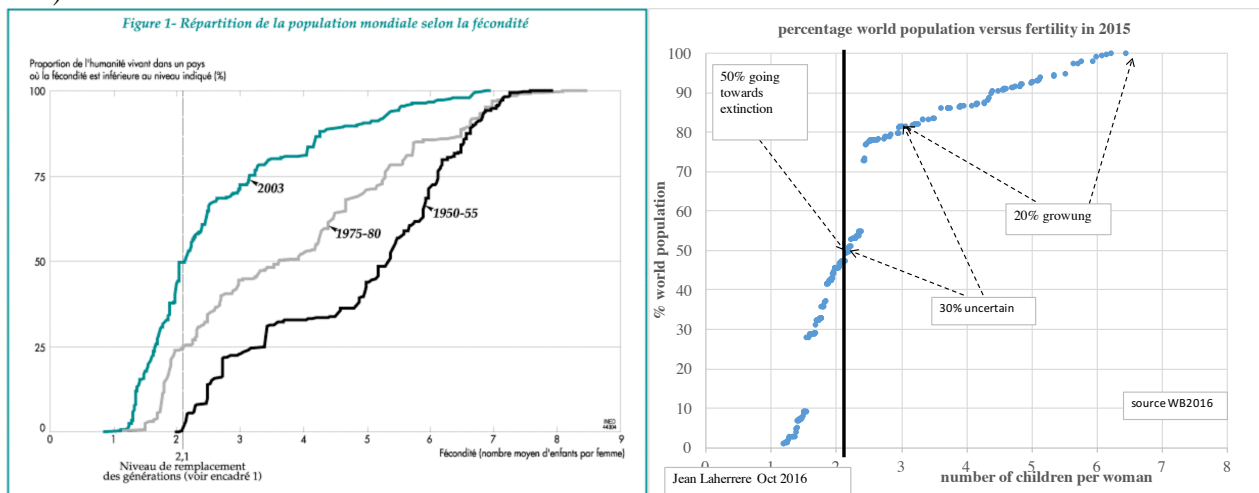 Figure 1- Répartition de la population mondiale selon la fécondité
Proportion de l'humanité vivant dans un pays
où la fécondité est inférieure au niveau indiqué (%)
100
75
50
25
0
2003
1975-80
1950-55
0 1 2 3 4 5 6 7 8 9
2,1
Niveau de remplacement
des générations (voir encadré 1)
Fécondité (nombre moyen d'enfants par femme)
INED
percentage world population versus fertility in 2015
% world population
100
90
80
70
60
50
40
30
20
10
0
50% going
towards
extinction
20% growung
30% uncertain
source WB2016
0 1 2 3 4 5 6 7 8
number of children per woman
Jean Laherrere Oct 2016